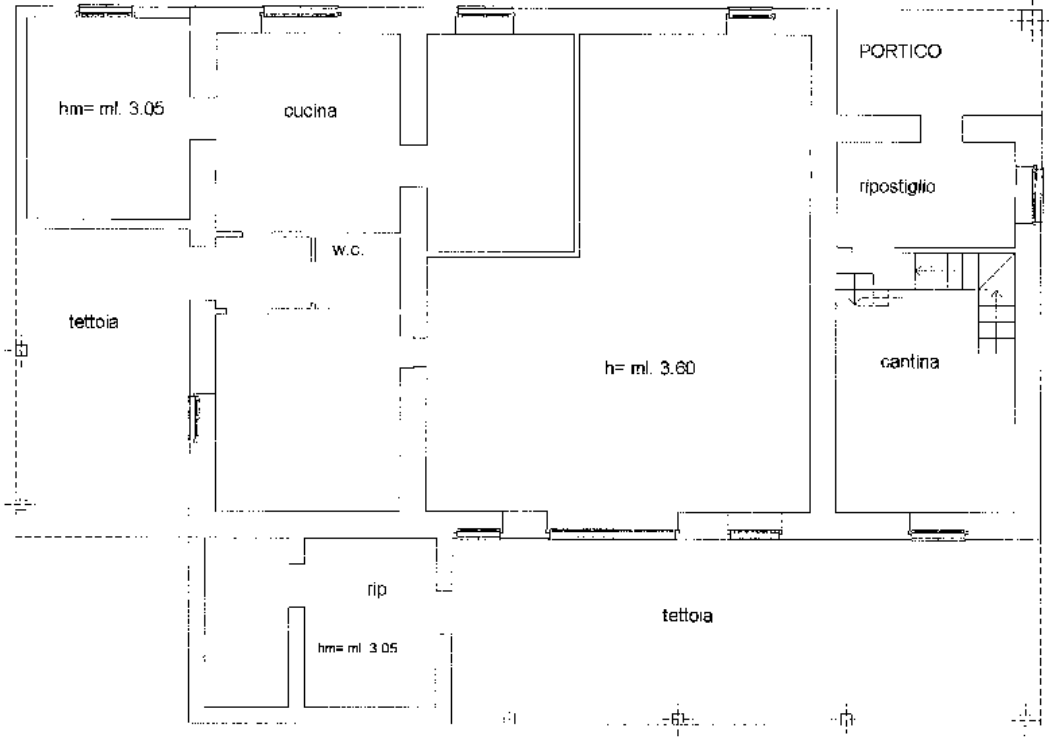 PORTICO
hm= ml. 3.05
cucina
ripostiglio
w.c.
tettoia
h= ml. 3.60
cantina
rip
tettoia
hm= ml 3.05